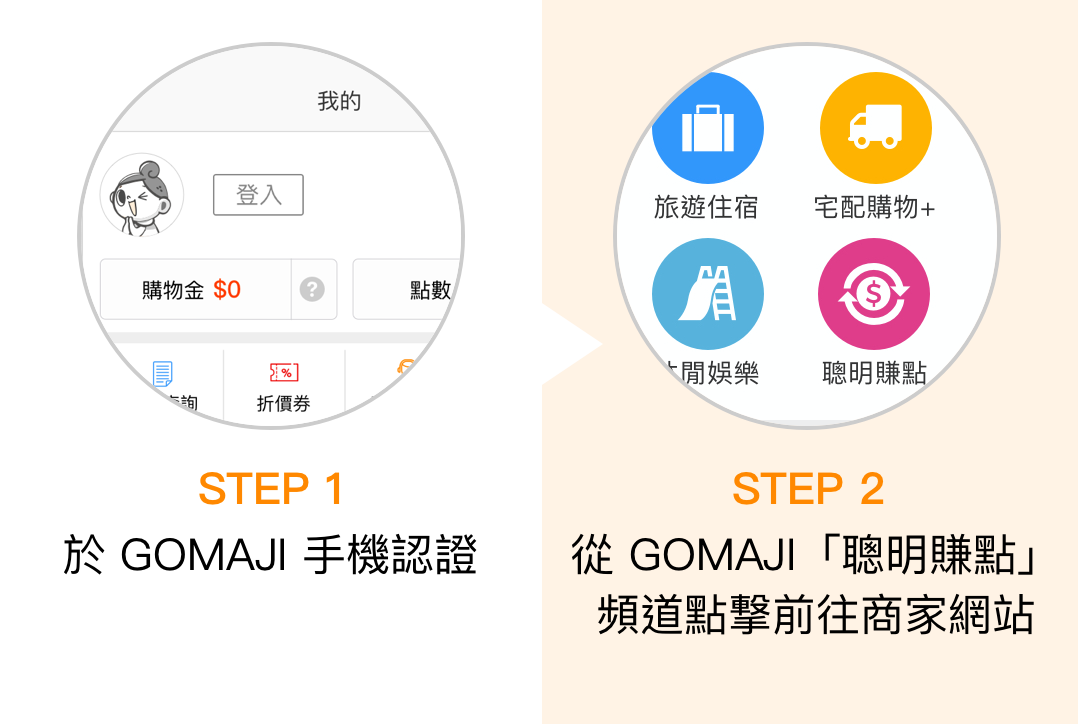 我的
登入
購物金 $0
?
點數
%
詢
折價券
STEP 1
於 GOMAJI 手機認證
旅遊住宿
宅配購物+
閒娛樂
$
聰明賺點
STEP 2
從 GOMAJI「聰明賺點」
頻道點擊前往商家網站